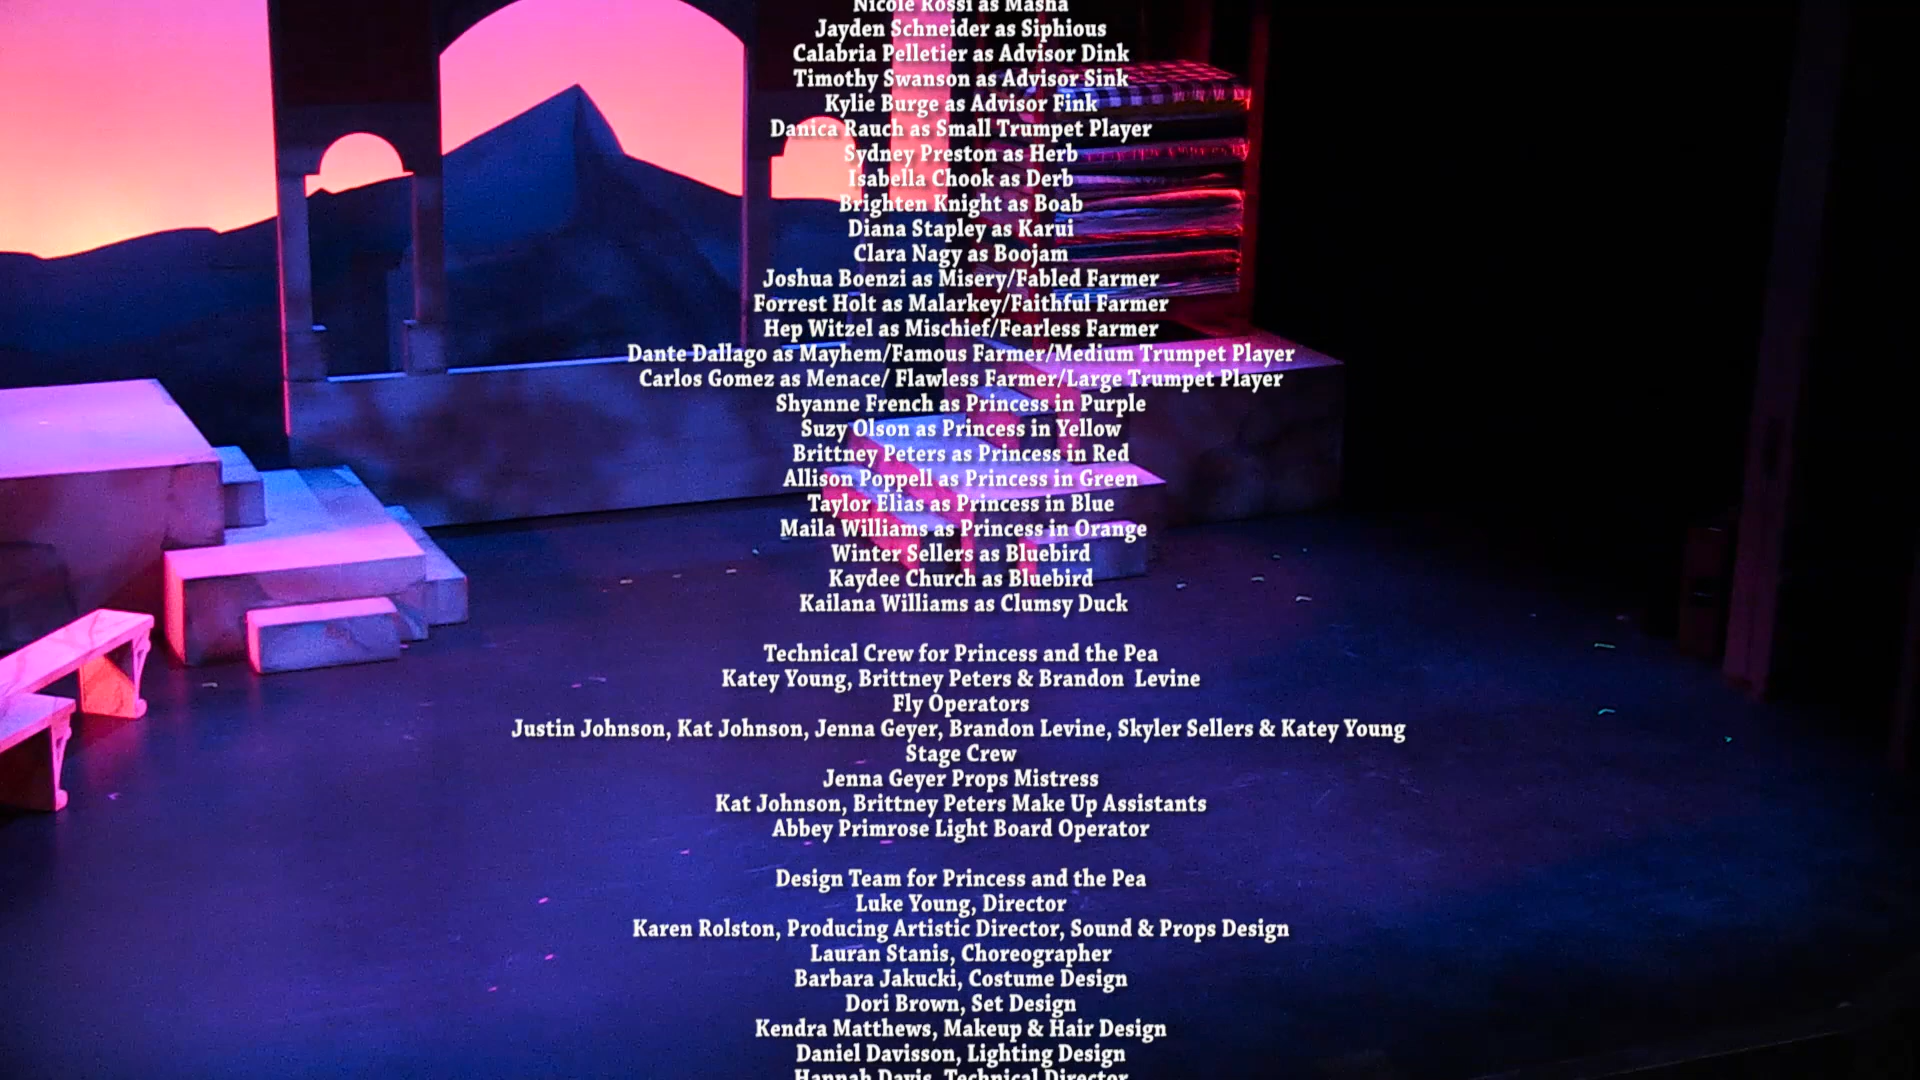 Nicole Rossi as Masha
Jayden Schneider as Siphious
Calabria Pelletier as Advisor Dink
Timothy Swanson as Advisor Sink
Kylie Burge as Advisor Fink
Danica Rauch as Small Trumpet Player
Sydney Preston as Herb
Isabella Chook as Derb
Brighten Knight as Boab
Diana Stapley as Karui
Clara Nagy as Boojam
Joshua Boenzi as Misery/Fabled Farmer
Forrest Holt as Malarkey/Faithful Farmer
Hep Witzel as Mischief/Fearless Farmer
Dante Dallago as Mayhem/Famous Farmer/Medium Trumpet Player
Carlos Gomez as Menace/ Flawless Farmer/Large Trumpet Player
Shyanne French as Princess in Purple
Suzy Olson as Princess in Yellow
Brittney Peters as Princess in Red
Allison Poppell as Princess in Green
Taylor Elias as Princess in Blue
Maila Williams as Princess in Orange
Winter Sellers as Bluebird
Kaydee Church as Bluebird
Kailana Williams as Clumsy Duck
Technical Crew for Princess and the Pea
Katey Young, Brittney Peters & Brandon  Levine
Fly Operators
Justin Johnson, Kat Johnson, Jenna Geyer, Brandon Levine, Skyler Sellers & Katey Young
Stage Crew
Jenna Geyer Props Mistress
Kat Johnson, Brittney Peters Make Up Assistants
Abbey Primrose Light Board Operator
Design Team for Princess and the Pea
Luke Young, Director
Karen Rolston, Producing Artistic Director, Sound & Props Design
Lauran Stanis, Choreographer
Barbara Jakucki, Costume Design
Dori Brown, Set Design
Kendra Matthews, Makeup & Hair Design
Daniel Davisson, Lighting Design
Hannah Davis, Technical Director